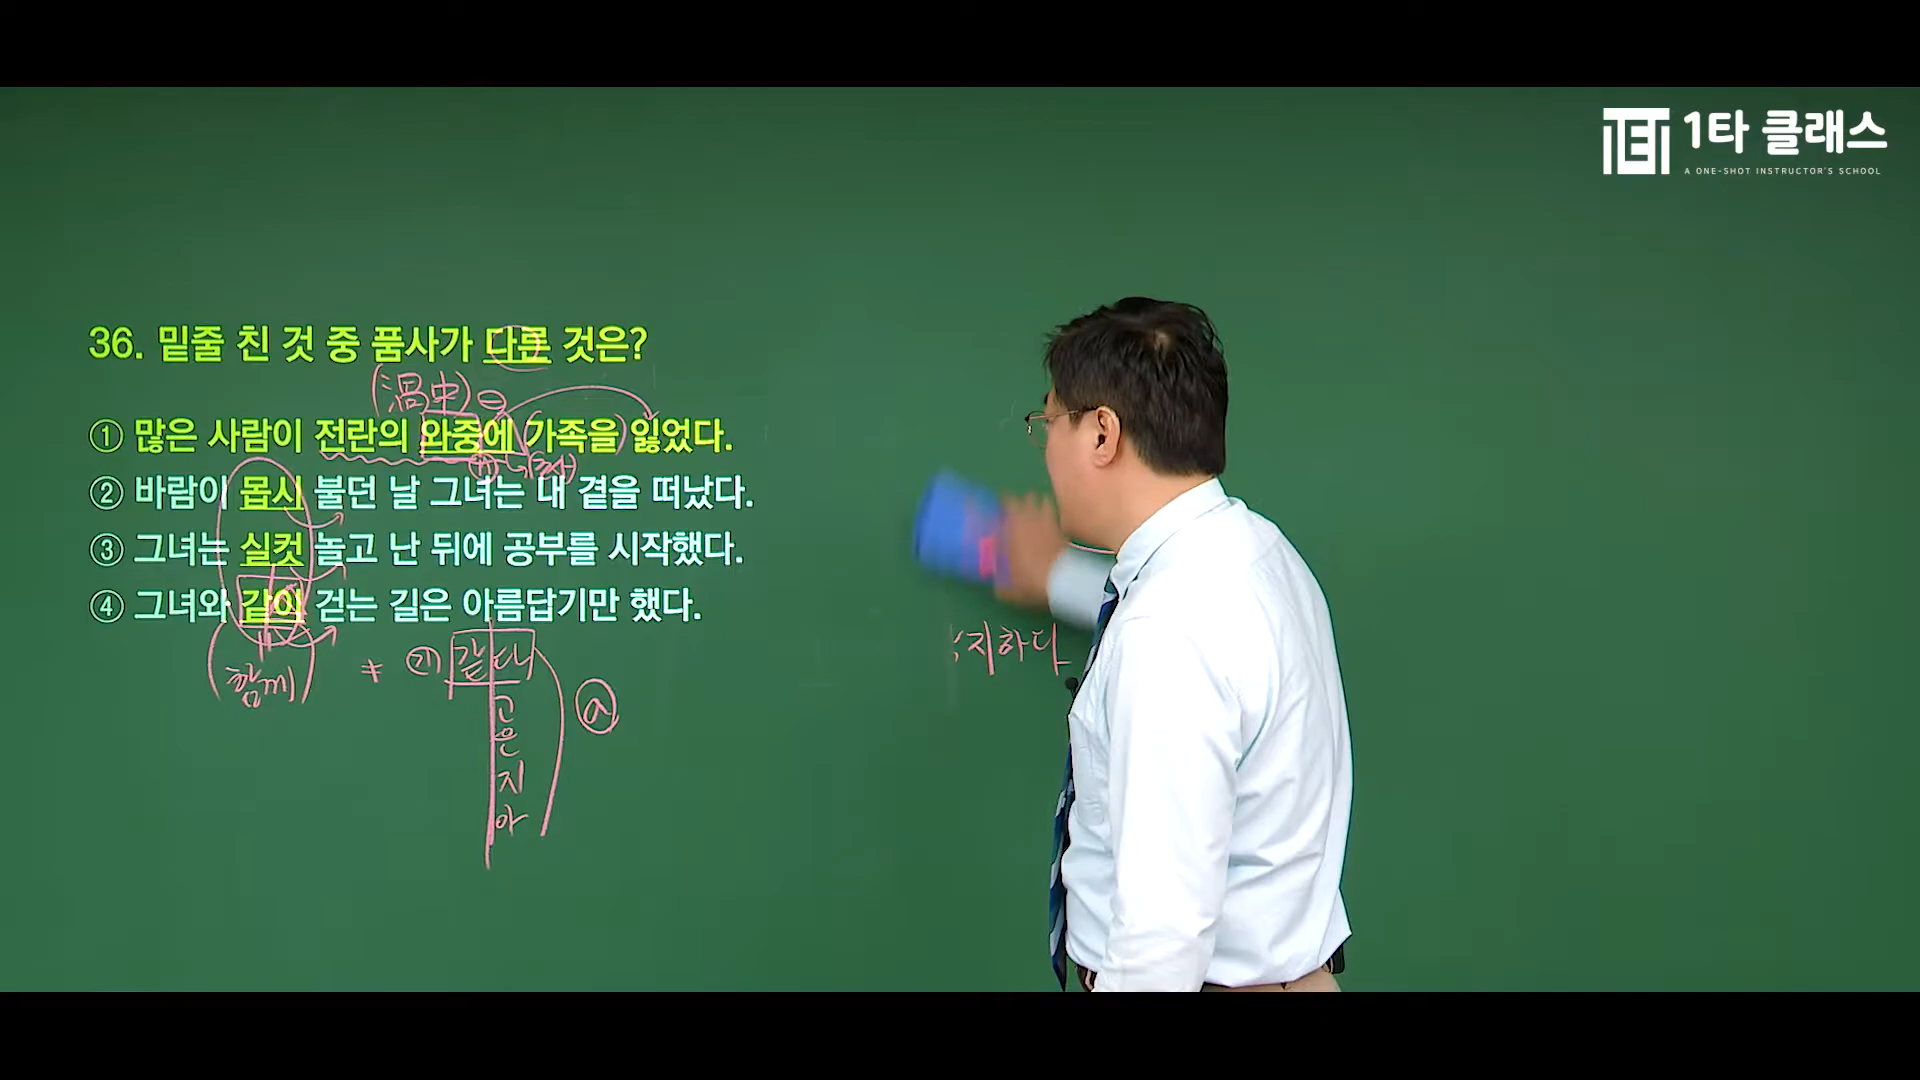 1타 클래스
A ONE-SHOT INSTRUCTOR'S SCHOOL
36. 밑줄 친 것 중 품사가 다른 것은?
(渦中)
① 많은 사람이 전란의 와중에 가족을 잃었다.
② 바람이 몹시 불던 날 그녀는 내 곁을 떠났다.
③ 그녀는 실컷 놀고 난 뒤에 공부를 시작했다.
④ 그녀와 같이 걷는 길은 아름답기만 했다.
(함께) ≠ 기 같다
고
은
지
아
a
지하다